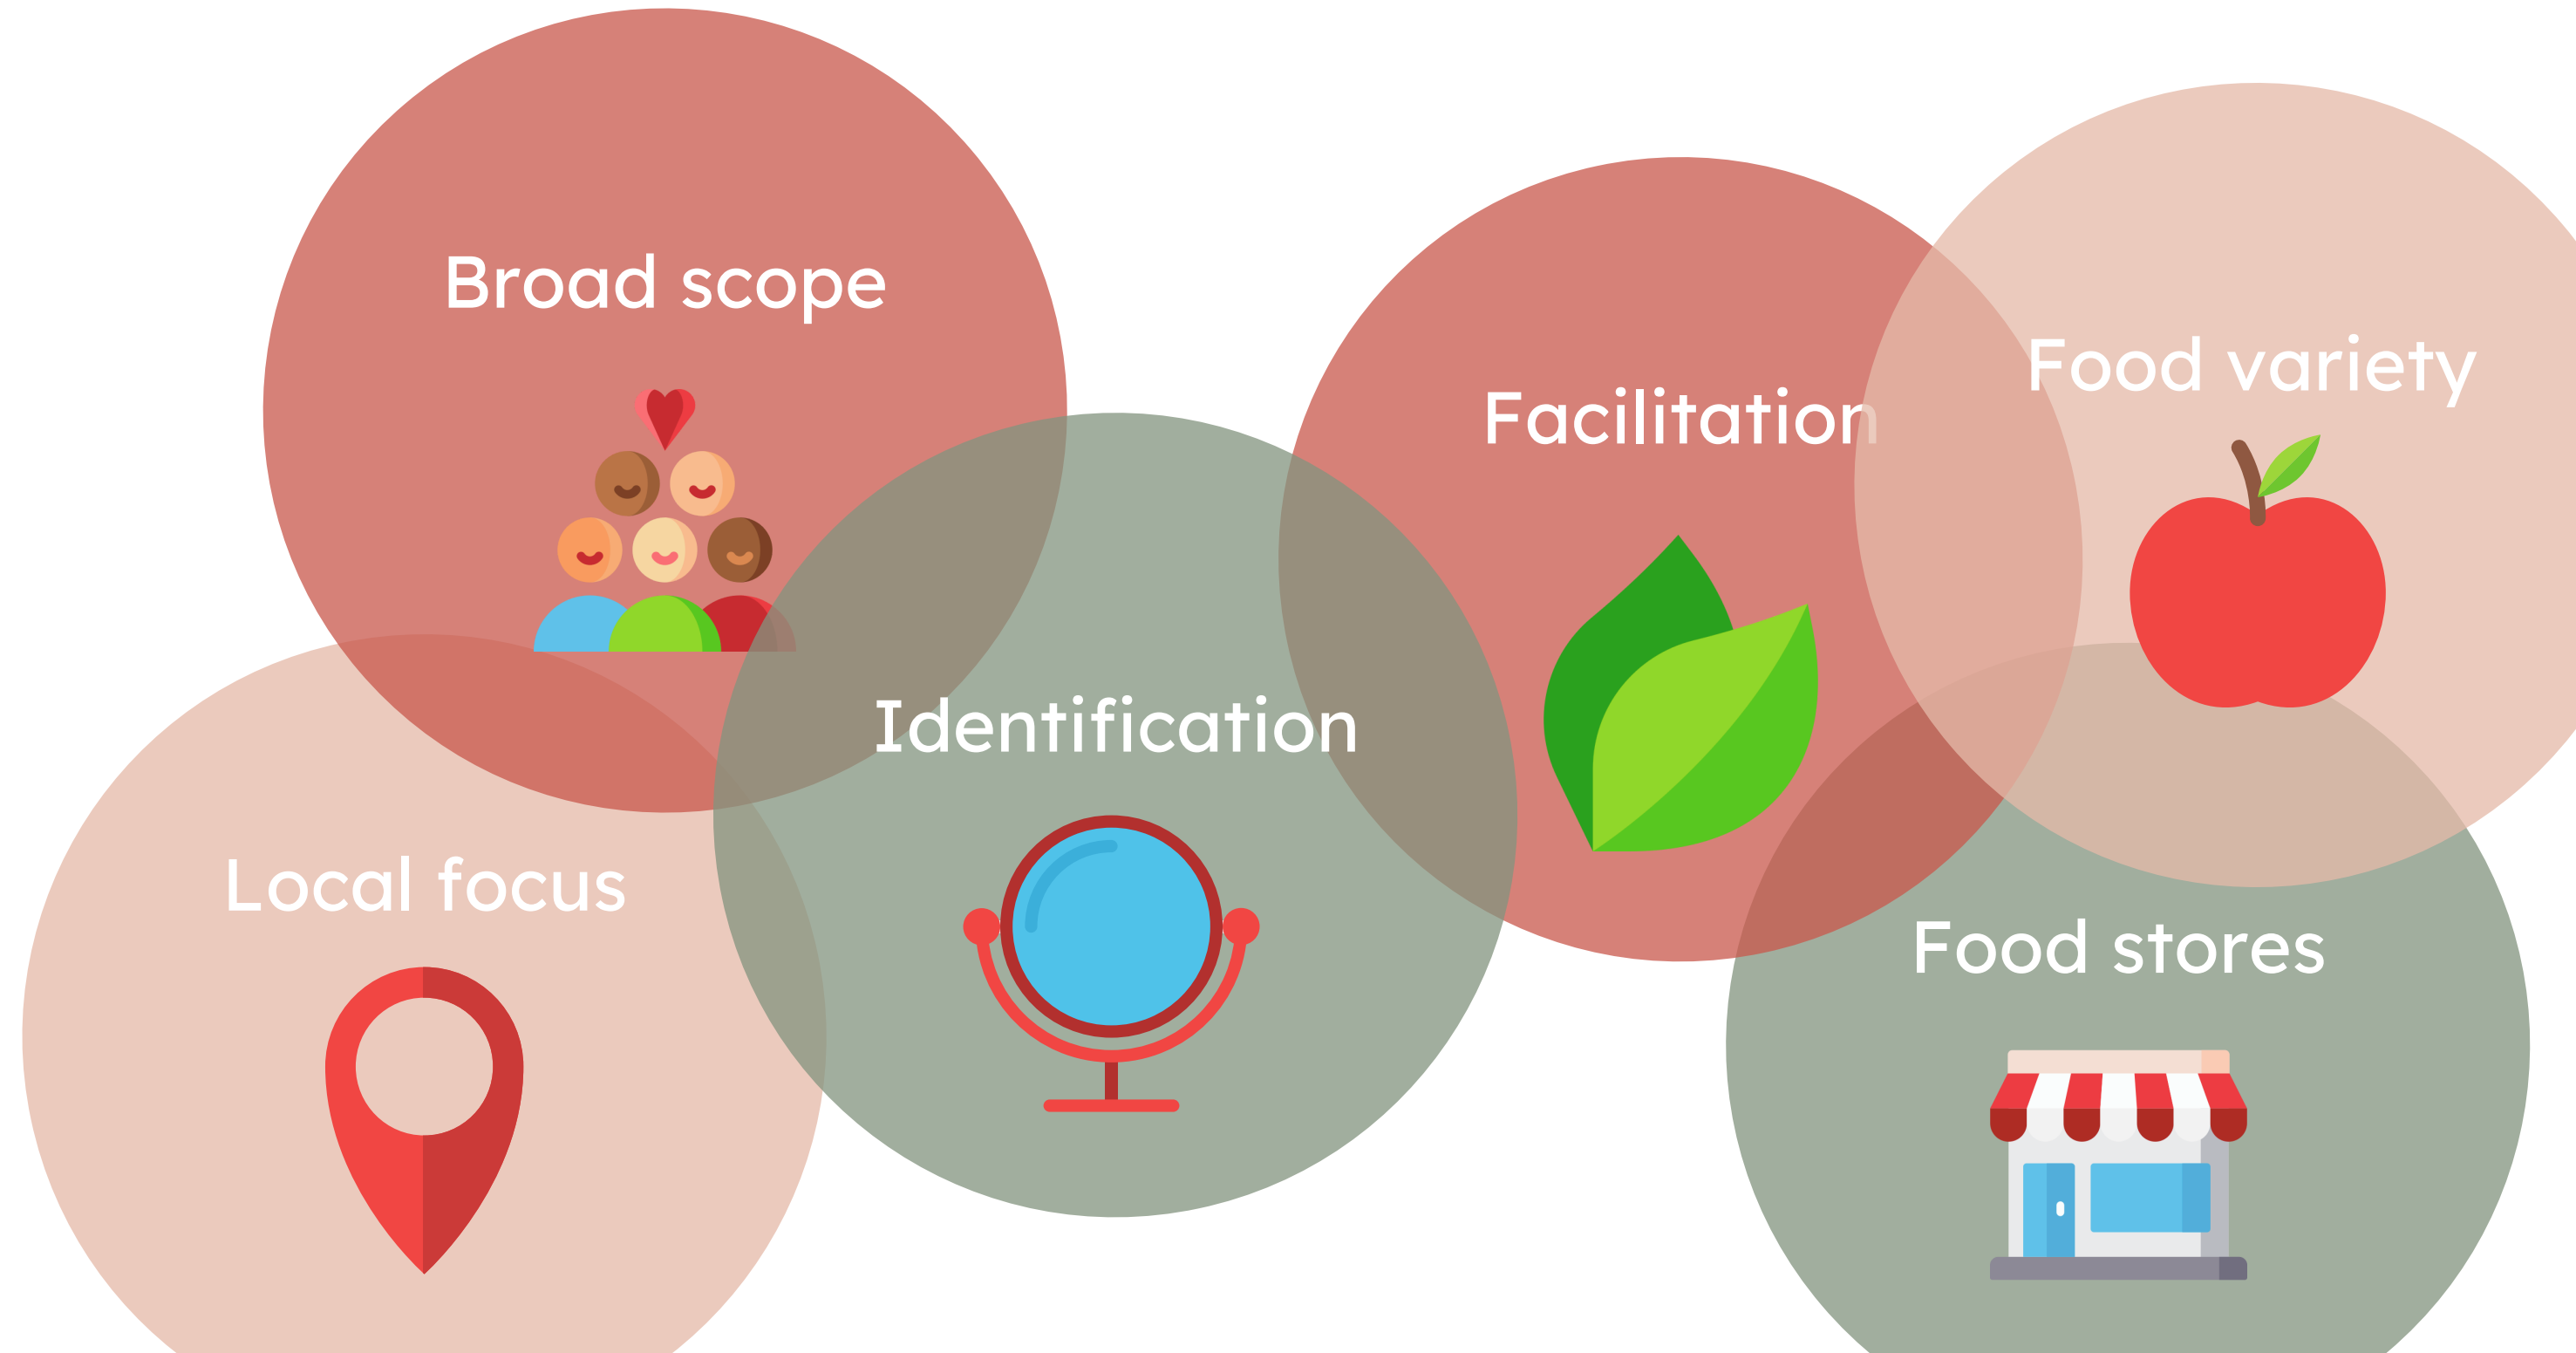 Broad scope
Local focus
Identification
Facilitation
Food variety
Food stores